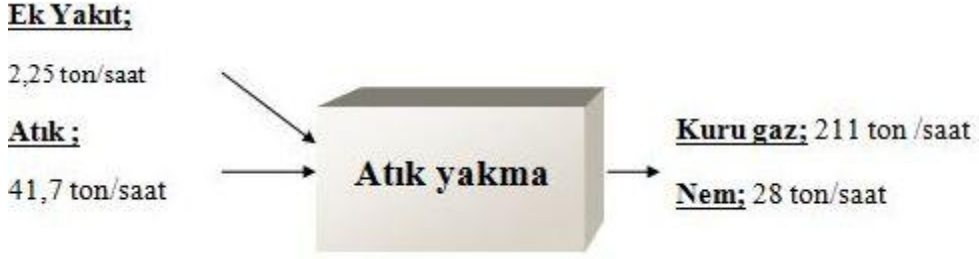 Ek Yakıt;
2,25 ton/saat
Atık ;
41,7 ton/saat
Atık yakma
Kuru gaz; 211 ton /saat
Nem; 28 ton/saat